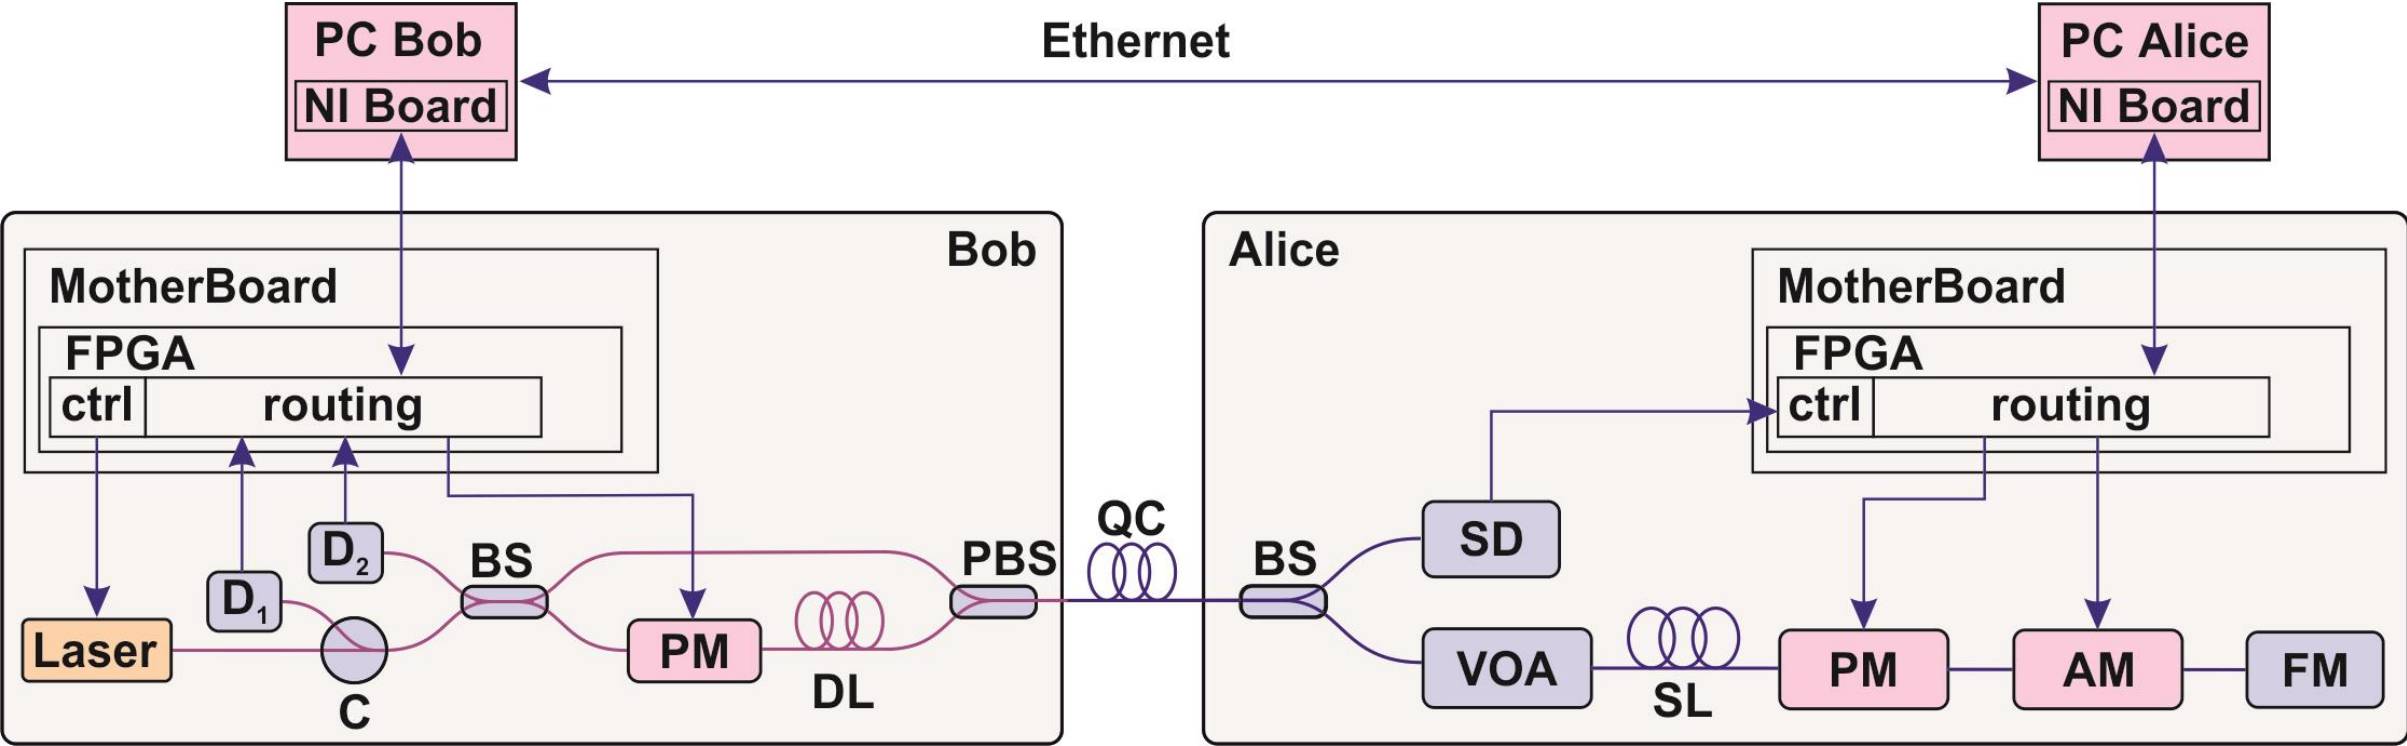 PC Bob
NI Board
Ethernet
PC Alice
NI Board
Bob
MotherBoard
FPGA
ctrl
routing
D2
D1
BS
PBS
Laser
C
PM
DL
QC
Alice
MotherBoard
FPGA
ctrl
routing
BS
SD
VOA
SL
PM
AM
FM